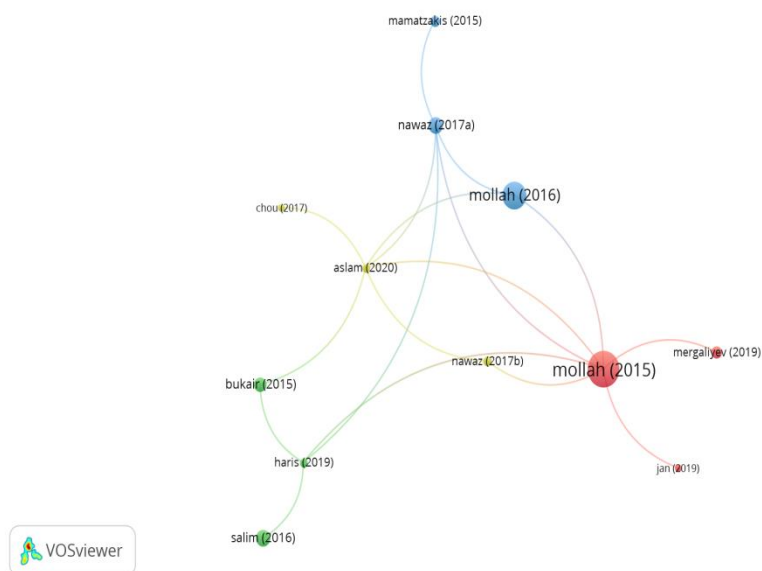 mamatzakis (2015)
nawaz (2017a)
mollah (2016)
chou (2017)
aslam (2020)
nawaz (2017b)
mergaliyev (2019)
mollah (2015)
bukair (2015)
haris (2019)
jan (2019)
salim (2016)
VOSviewer